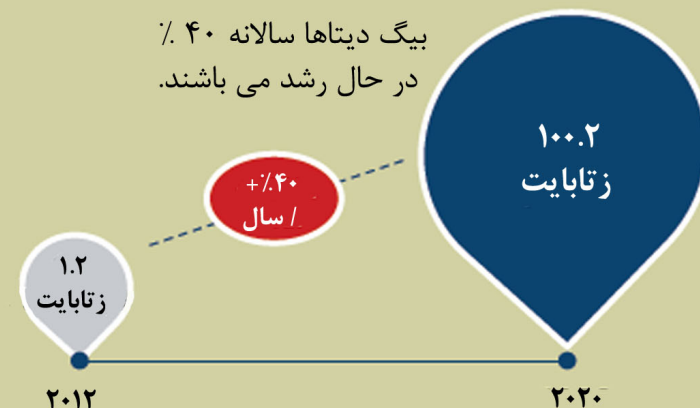 بیگ دیتاها سالانه ۴۰ ٪
در حال رشد می باشند.
۱۰۰.۲
زتابایت
+٪۴۰
/ سال
۱.۲
زتابایت
۲۰۱۲
۲۰۲۰